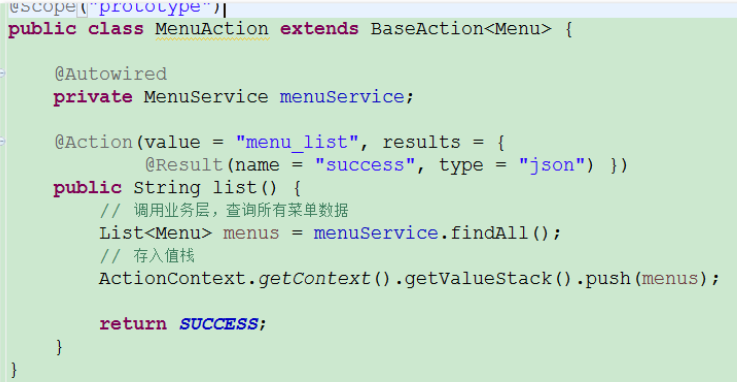 @Scope("prototype")
public class MenuAction extends BaseAction<Menu> {
@Autowired
private MenuService menuService;
@Action(value = "menu_list", results = {
@Result(name = "success", type = "json") })
public String list() {
// 调用业务层，查询所有菜单数据
List<Menu> menus = menuService.findAll();
// 存入值栈
ActionContext.getContext().getValueStack().push(menus);
return SUCCESS;
}
}